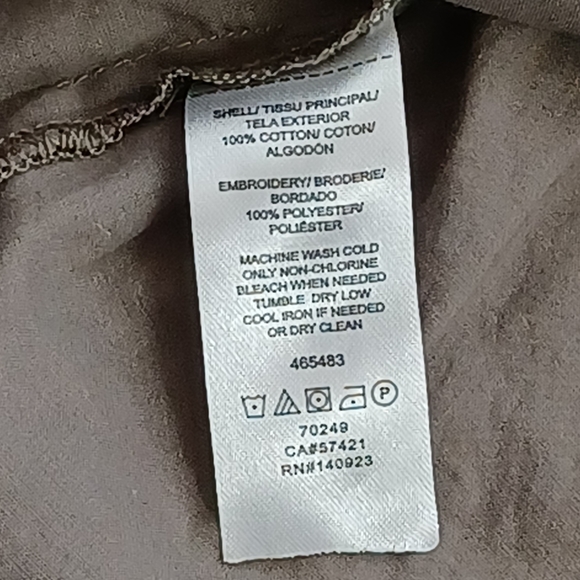 SHELL/ TISSU PRINCIPAL/
TELA EXTERIOR
100% COTTON/ COTON/
ALGODÓN
EMBROIDERY/ BRODERIE/
BORDADO
100% POLYESTER/
POLIÉSTER
MACHINE WASH COLD
ONLY NON-CHLORINE
BLEACH WHEN NEEDED
TUMBLE DRY LOW
COOL IRON IF NEEDED
OR DRY CLEAN
465483
P
70249
CA#57421
RN#140923